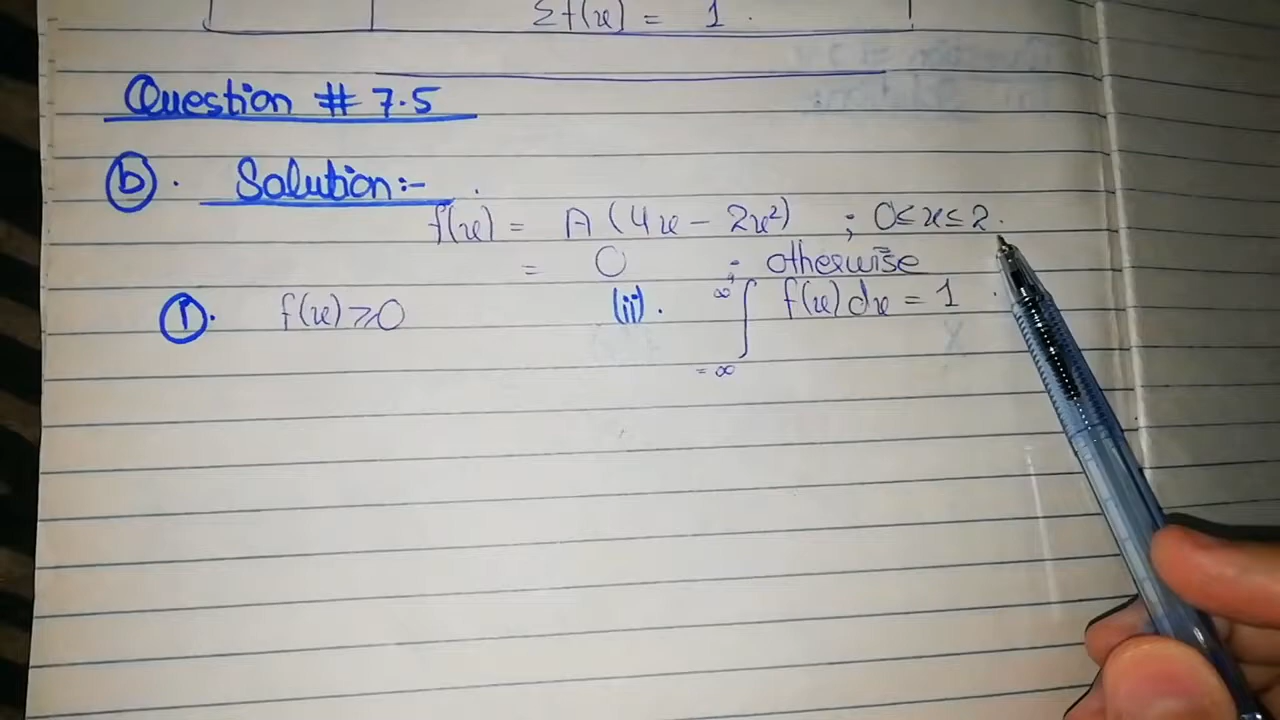 Σf(x) = 1.
Question # 7.5
(b). Solution:-
f(x) = A(4x - 2x²) ; 0≤x≤2.
= 0 ; otherwise
(i). f(x)≥0 (ii). ∞∫-∞ f(x)dx = 1